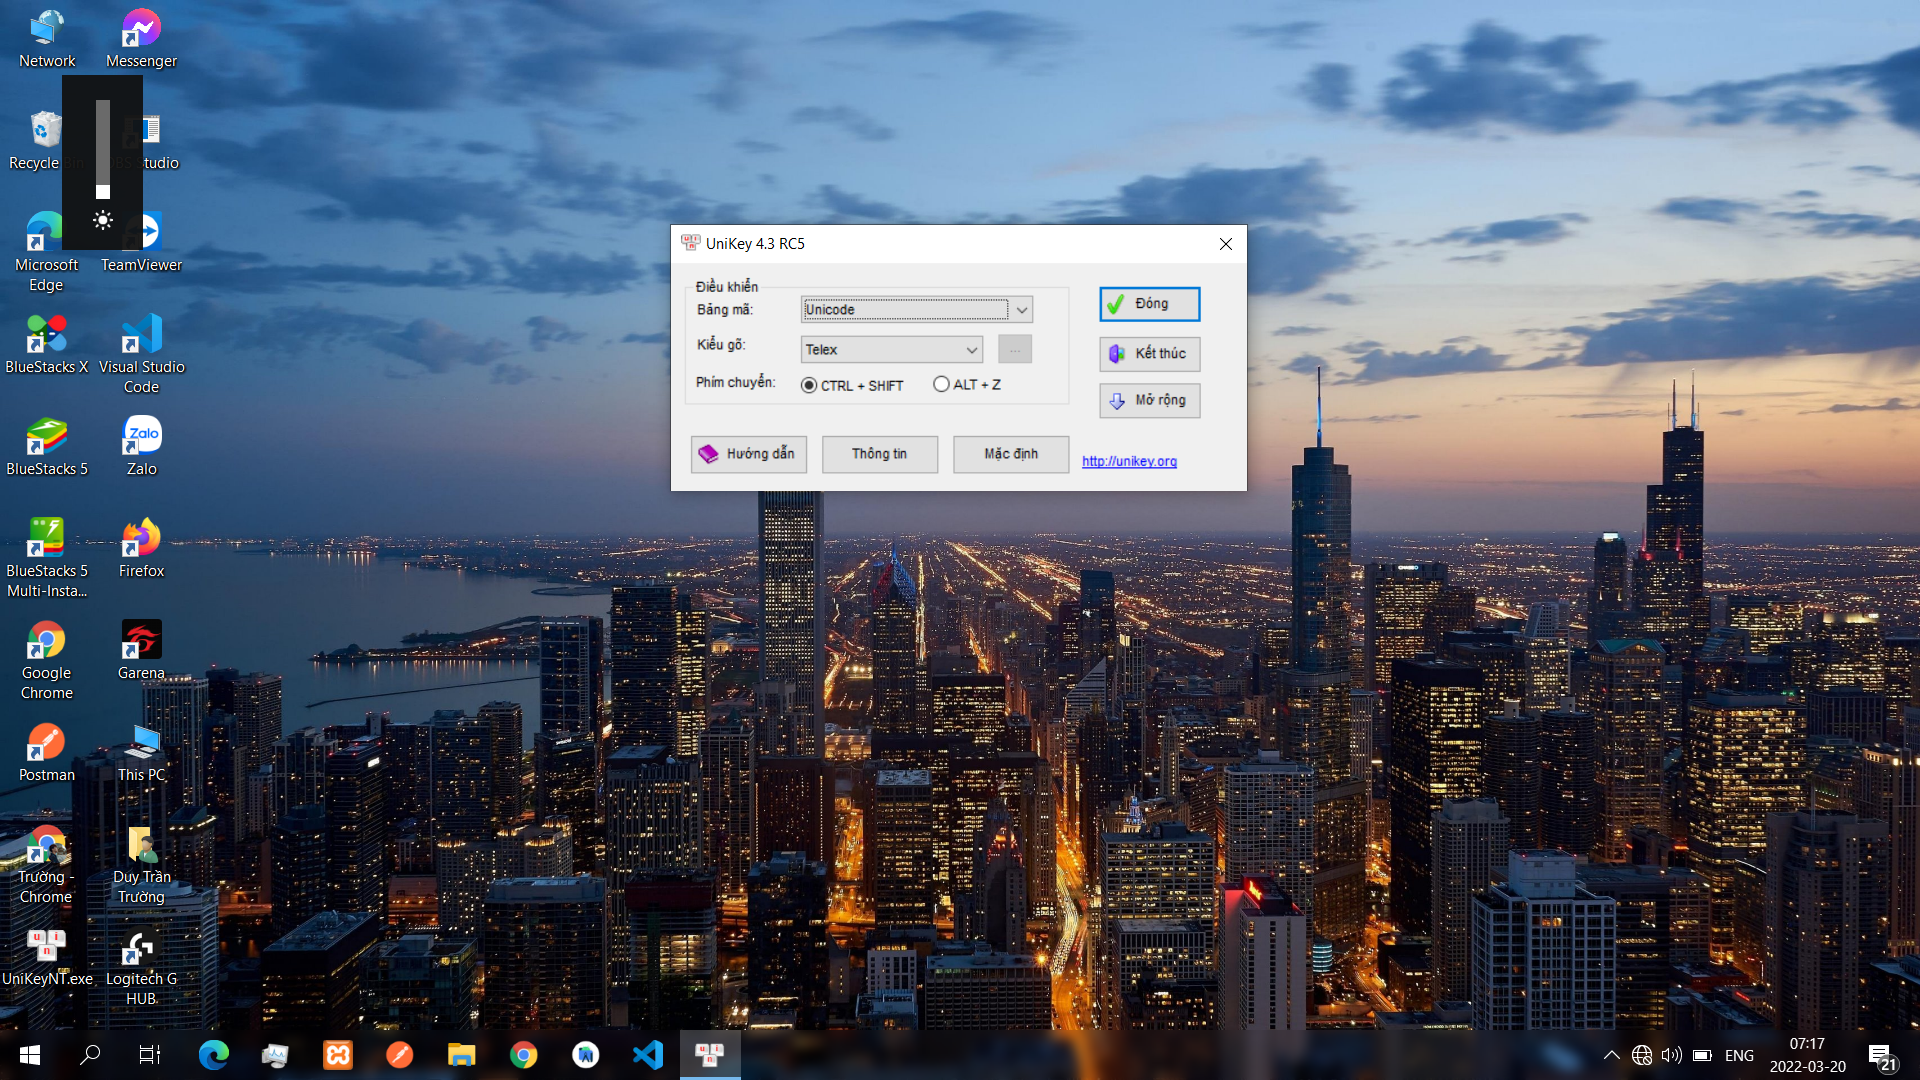 Network
Messenger
Recycle
Studio
Microsoft
Edge
TeamViewer
BlueStacks X
Visual Studio
Code
BlueStacks 5
Zalo
Zalo
BlueStacks 5
Multi-Insta...
Firefox
Google
Chrome
Garena
Postman
This PC
Trường -
Chrome
Duy Trần
Trường
u i
n
UniKeyNT.exe
Logitech G
HUB
UniKey 4.3 RC5
Điều khiển
Bảng mã:
Unicode
Đóng
Kiểu gõ:
Telex
...
Kết thúc
Phím chuyển:
CTRL + SHIFT
ALT + Z
Mở rộng
Hướng dẫn
Thông tin
Mặc định
http://unikey.org
ENG
07:17
2022-03-20
21